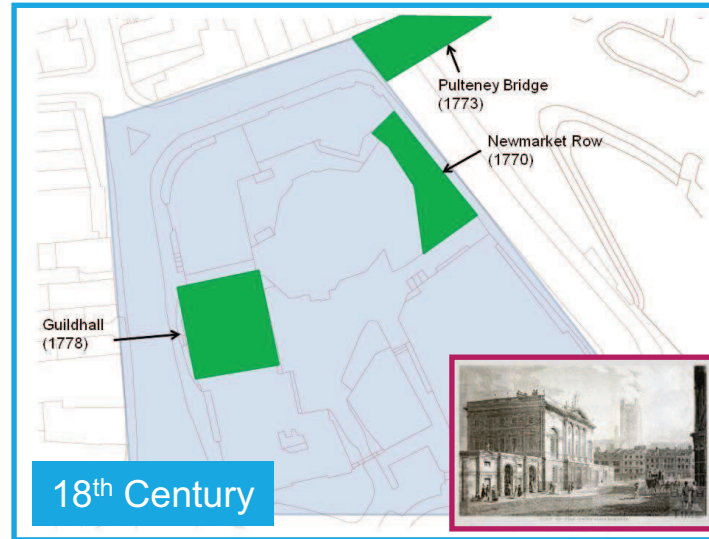 Pulteney Bridge
(1773)
Newmarket Row
(1770)
Guildhall
(1778)
18th Century